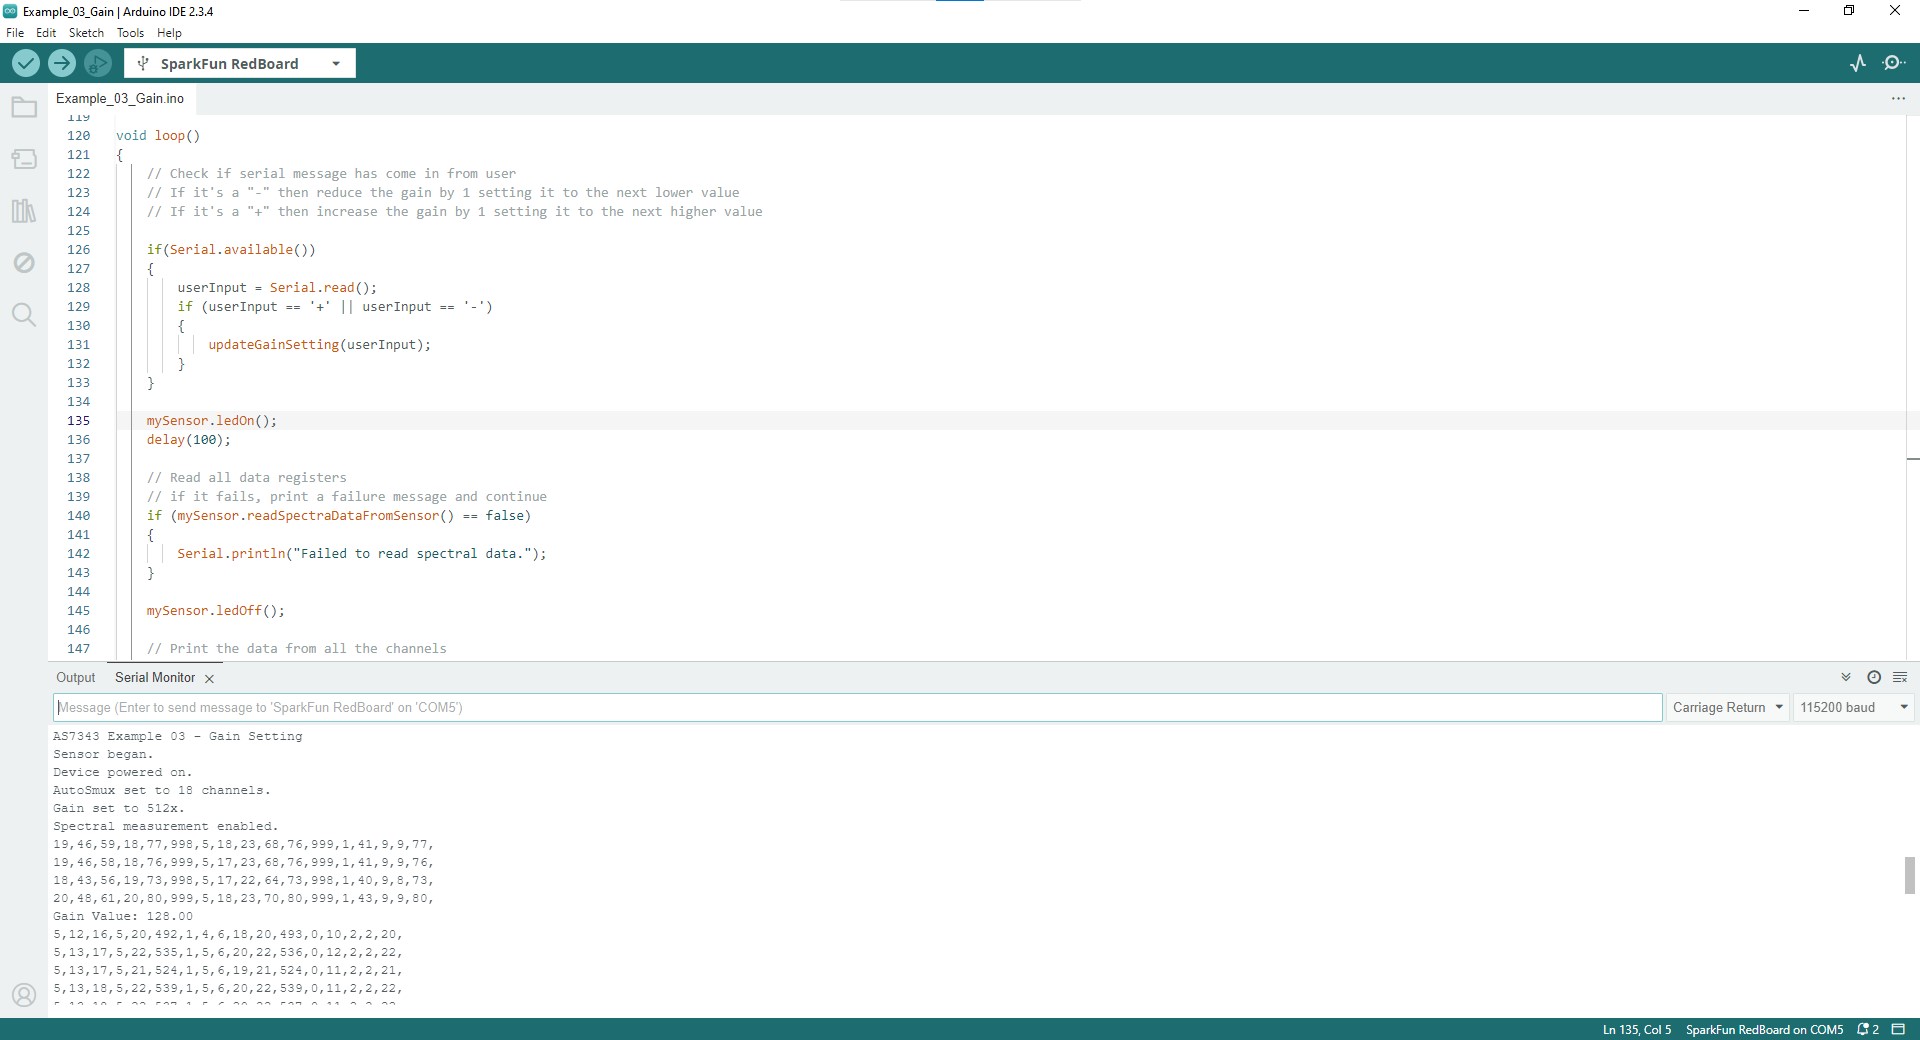 Example_03_Gain | Arduino IDE 2.3.4
File Edit Sketch Tools Help
SparkFun RedBoard
Example_03_Gain.ino
119
120 void loop()
121 {
122 // Check if serial message has come in from user
123 // If it's a "-" then reduce the gain by 1 setting it to the next lower value
124 // If it's a "+" then increase the gain by 1 setting it to the next higher value
125
126 if(Serial.available())
127 {
128 userInput = Serial.read();
129 if (userInput == '+' || userInput == '-')
130 {
131 updateGainSetting(userInput);
132 }
133 }
134
135 mySensor.ledOn();
136 delay(100);
137
138 // Read all data registers
139 // if it fails, print a failure message and continue
140 if (mySensor.readSpectraDataFromSensor() == false)
141 {
142 Serial.println("Failed to read spectral data.");
143 }
144
145 mySensor.ledOff();
146
147 // Print the data from all the channels
Output Serial Monitor
Message (Enter to send message to 'SparkFun RedBoard' on 'COM5') Carriage Return 115200 baud
AS7343 Example 03 - Gain Setting
Sensor began.
Device powered on.
AutoSmux set to 18 channels.
Gain set to 512x.
Spectral measurement enabled.
19,46,59,18,77,998,5,18,23,68,76,999,1,41,9,9,77,
19,46,58,18,76,999,5,17,23,68,76,999,1,41,9,9,76,
18,43,56,19,73,998,5,17,22,64,73,998,1,40,9,8,73,
20,48,61,20,80,999,5,18,23,70,80,999,1,43,9,9,80,
Gain Value: 128.00
5,12,16,5,20,492,1,4,6,18,20,493,0,10,2,2,20,
5,13,17,5,22,535,1,5,6,20,22,536,0,12,2,2,22,
5,13,17,5,21,524,1,5,6,19,21,524,0,11,2,2,21,
5,13,18,5,22,539,1,5,6,20,22,539,0,11,2,2,22,
Ln 135, Col 5 SparkFun RedBoard on COM5 2